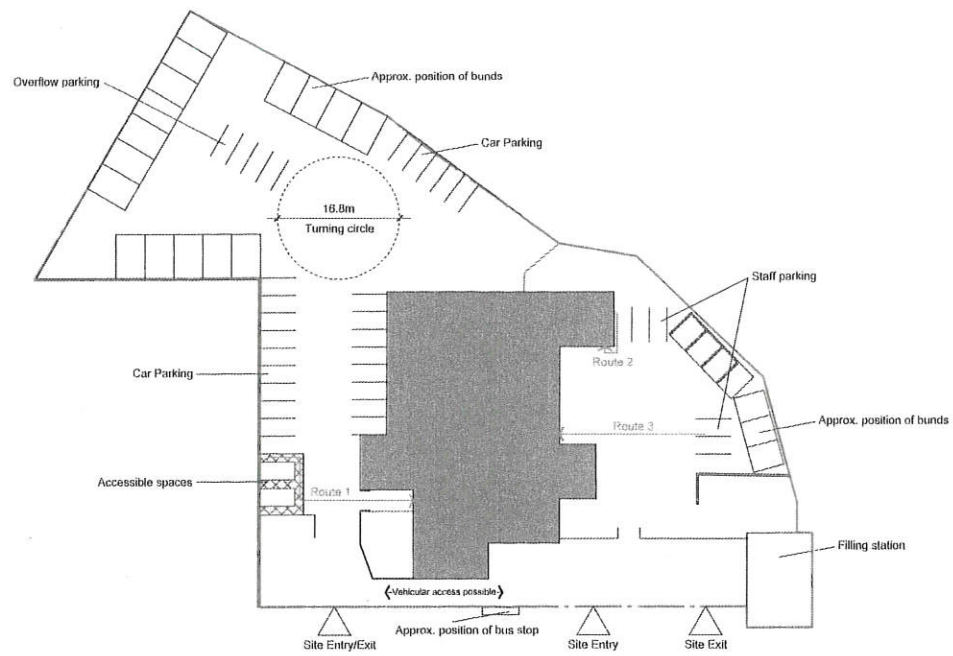 Approx. position of bunds
Overflow parking
Car Parking
16.8m
Turning circle
Staff parking
Route 2
Car Parking
Approx. position of bunds
Route 3
Accessible spaces
Route 1
Filling station
Vehicular access possible
Approx. position of bus stop
Site Entry/Exit
Site Entry
Site Exit